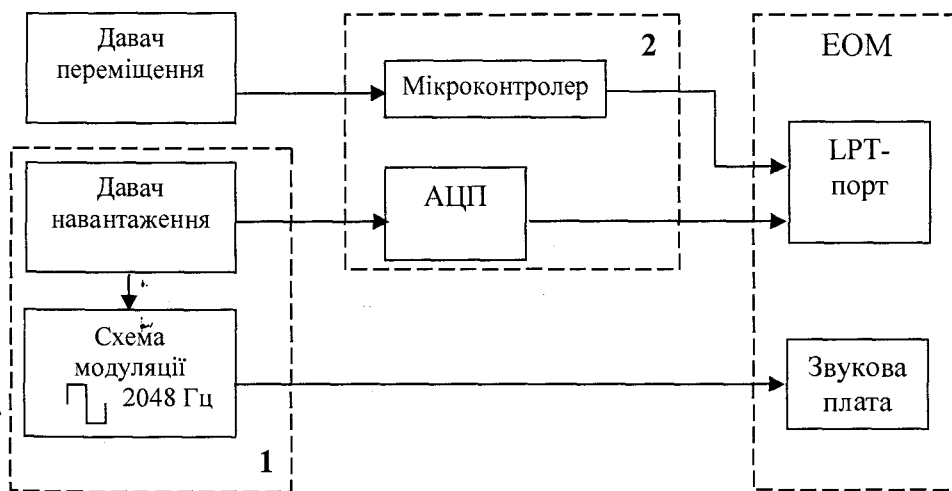 Давач
переміщення
2
ЕОМ
Мікроконтролер
LPT-
порт
Давач
навантаження
АЦП
Схема
модуляції
2048 Гц
Звукова
плата
1